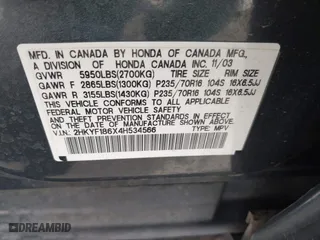 MFD. IN CANADA BY HONDA OF CANADA MFG.,
A DIVISION OF HONDA CANADA INC. 11/03
GVWR 5950LBS(2700KG) TIRE SIZE RIM SIZE
GAWR F 2865LBS(1300KG) P235/70R16 104S 16X6.5JJ
GAWR R 3155LBS(1430KG) P235/70R16 104S 16X6.5JJ
THIS VEHICLE CONFORMS TO ALL APPLICABLE
FEDERAL MOTOR VEHICLE SAFETY AND
THEFT PREVENTION STANDARDS IN EFFECT ON THE
DATE OF MANUFACTURE SHOWN ABOVE.
V.I.N.: 2HKYF186X4H534566 TYPE: MPV
DREAMBID